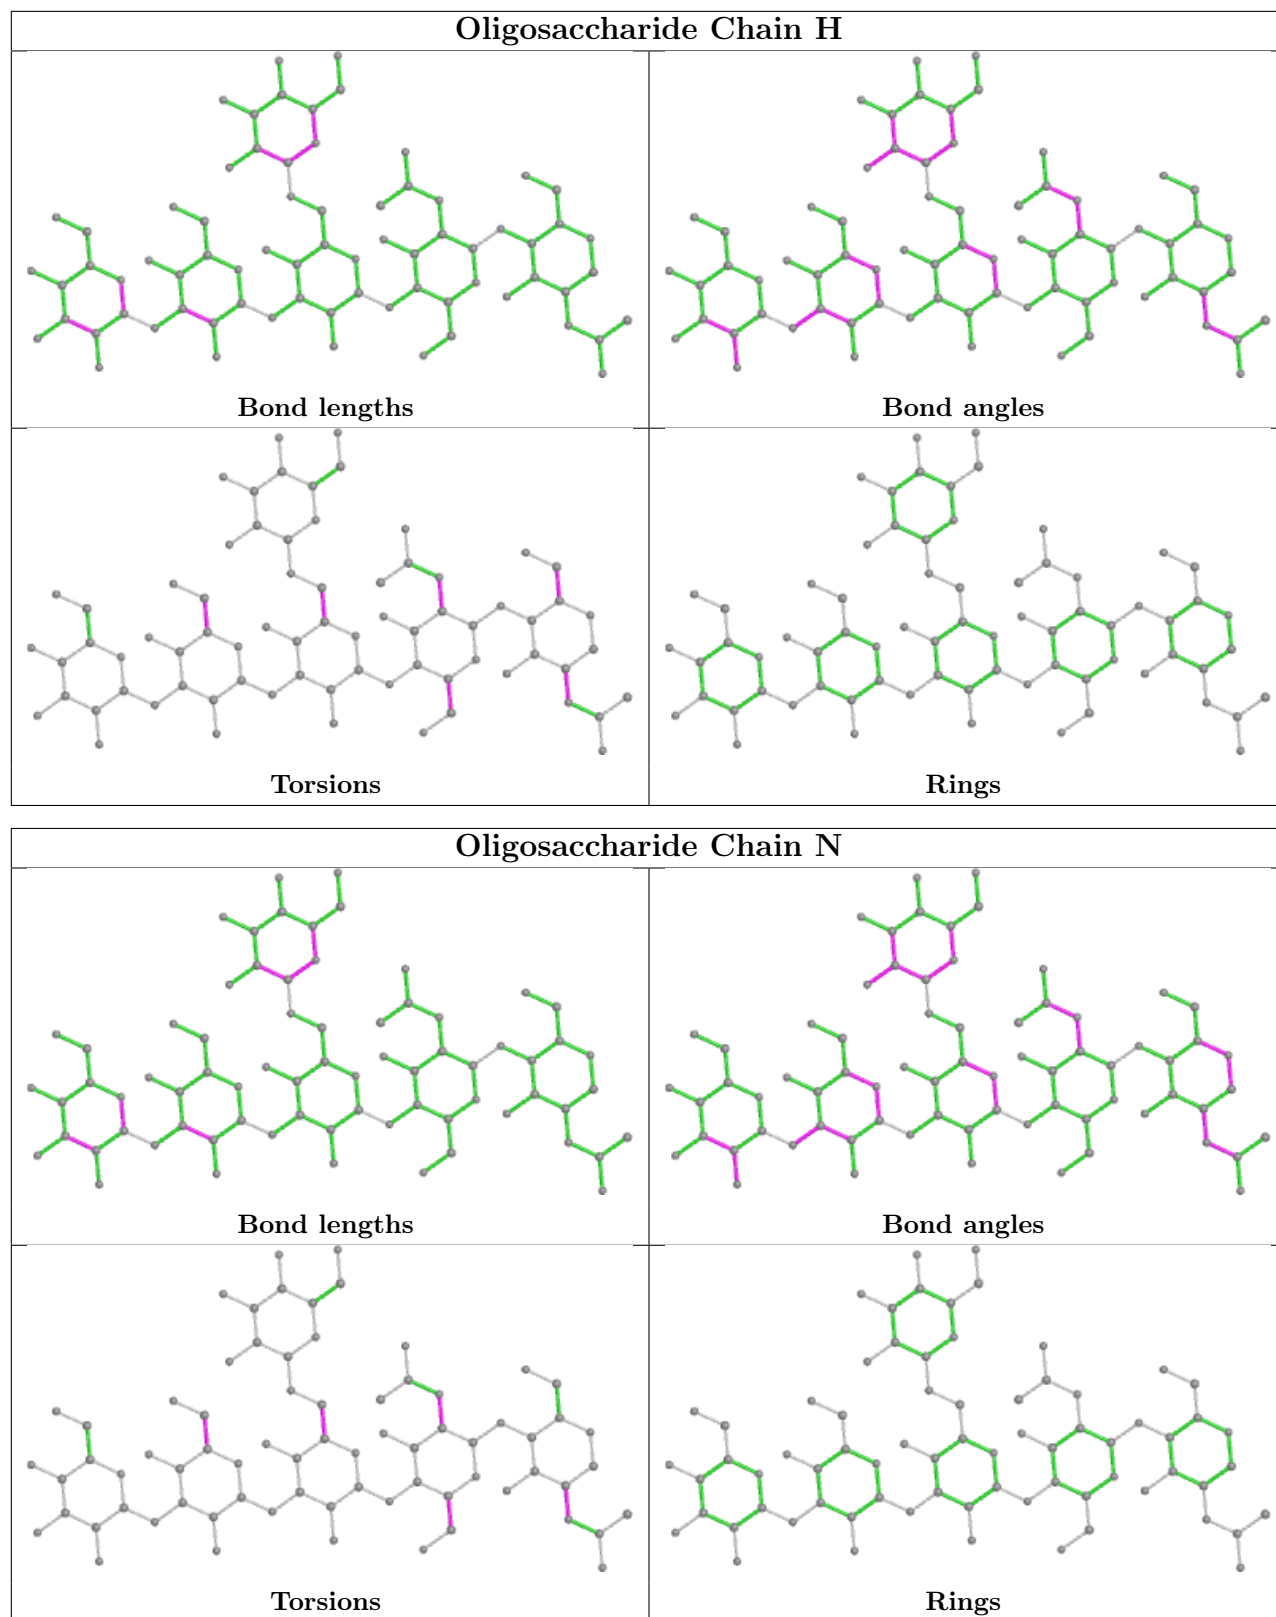 Oligosaccharide Chain H
Bond lengths
Bond angles
Torsions
Rings
Oligosaccharide Chain N
Bond lengths
Bond angles
Torsions
Rings